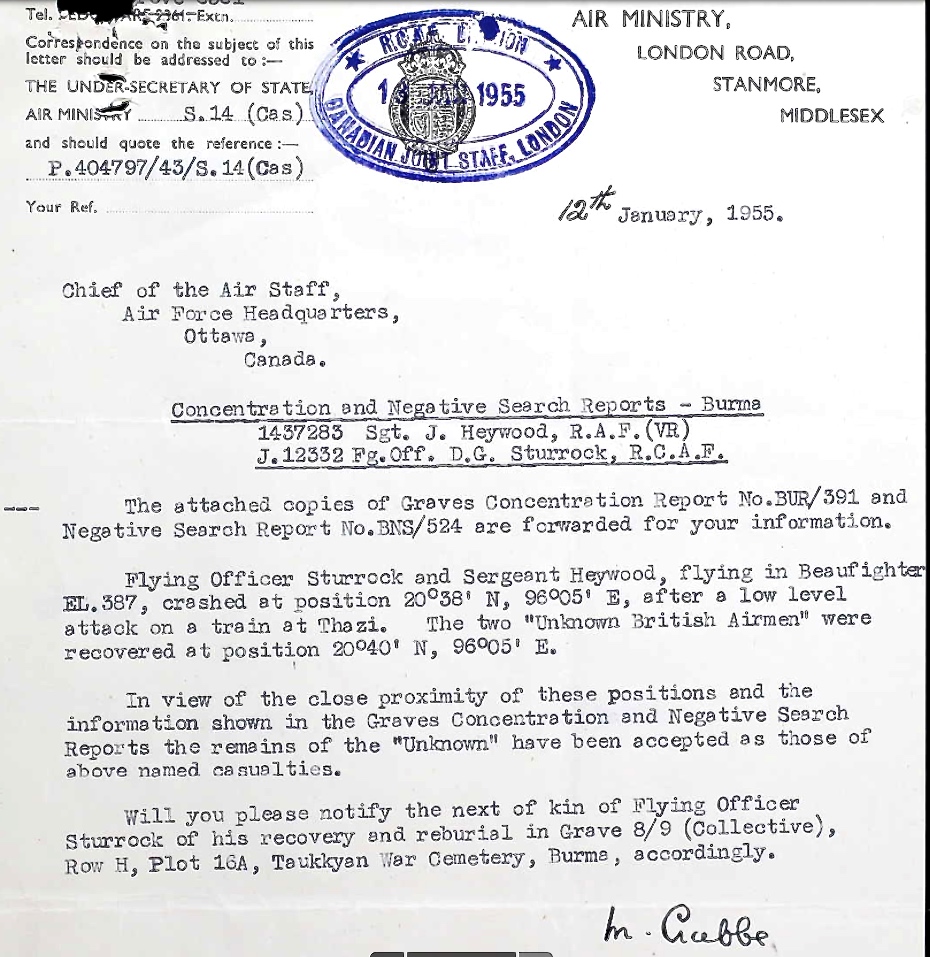 Tel. Extn.
Correspondence on the subject of this
letter should be addressed to :—
THE UNDER-SECRETARY OF STATE,
AIR MINISTRY S.14 (Cas)
and should quote the reference :—
P.404797/43/S.14(Cas)
Your Ref.
AIR MINISTRY,
LONDON ROAD,
STANMORE,
MIDDLESEX
1955
CANADIAN JOINT STAFF, LONDON
12th January, 1955.
Chief of the Air Staff,
Air Force Headquarters,
Ottawa,
Canada.
Concentration and Negative Search Reports - Burma
1437283 Sgt. J. Heywood, R.A.F.(VR)
J.12332 Fg.Off. D.G. Sturrock, R.C.A.F.
--- The attached copies of Graves Concentration Report No.BUR/391 and
Negative Search Report No.BNS/524 are forwarded for your information.
Flying Officer Sturrock and Sergeant Heywood, flying in Beaufighter
EL.387, crashed at position 20°38' N, 96°05' E, after a low level
attack on a train at Thazi. The two "Unknown British Airmen" were
recovered at position 20°40' N, 96°05' E.
In view of the close proximity of these positions and the
information shown in the Graves Concentration and Negative Search
Reports the remains of the "Unknown" have been accepted as those of
above named casualties.
Will you please notify the next of kin of Flying Officer
Sturrock of his recovery and reburial in Grave 8/9 (Collective),
Row H, Plot 16A, Taukkyan War Cemetery, Burma, accordingly.
M. Crabbe